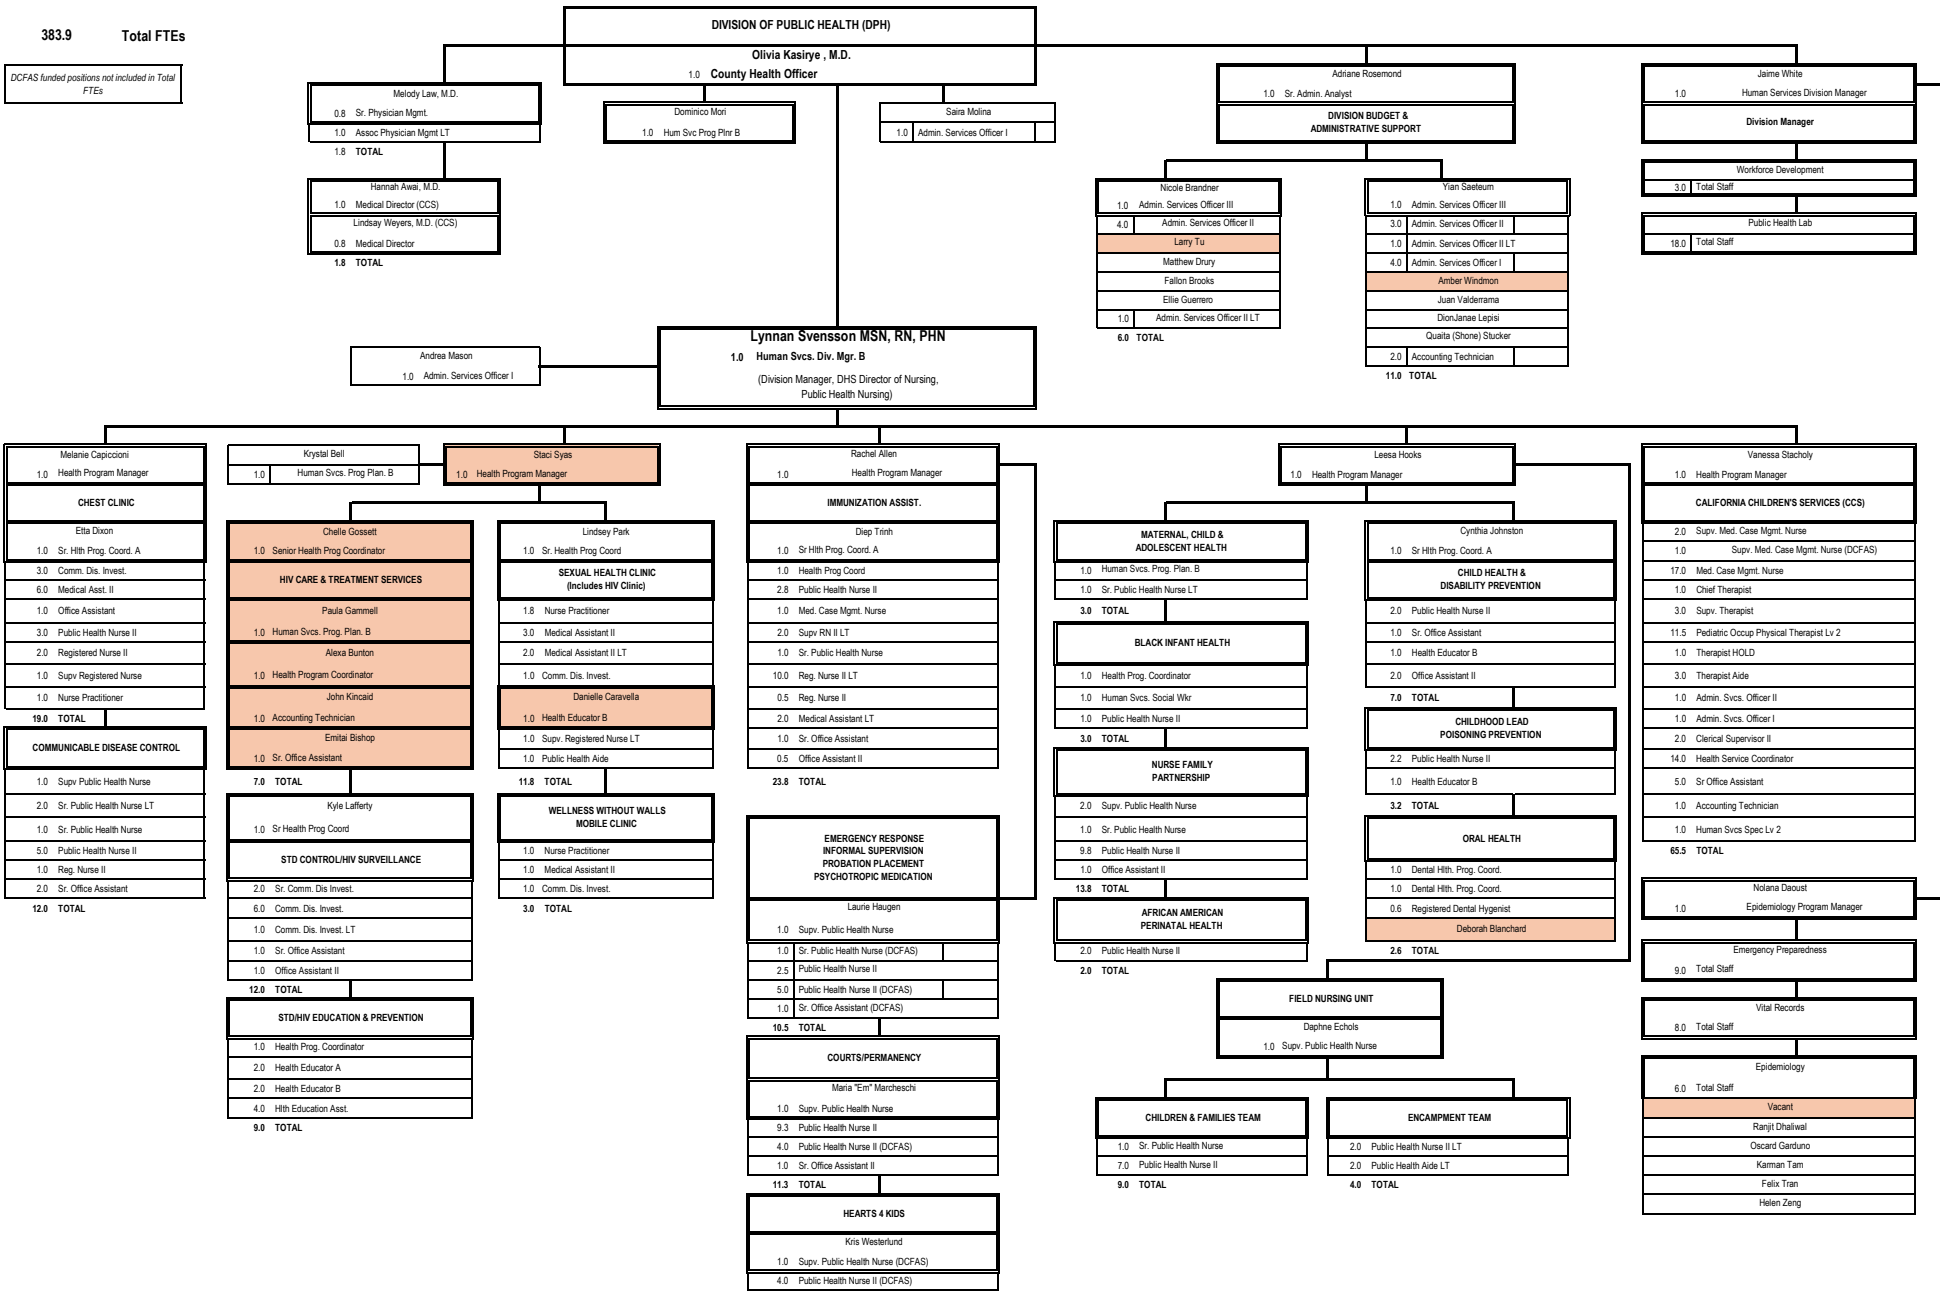 383.9 Total FTEs
DCFAS funded positions not included in Total
FTEs
DIVISION OF PUBLIC HEALTH (DPH)
Olivia Kasirye , M.D.
1.0 County Health Officer
Melody Law, M.D.
0.8 Sr. Physician Mgmt.
1.0 Assoc Physician Mgmt LT
1.8 TOTAL
Hannah Awai, M.D.
1.0 Medical Director (CCS)
Lindsay Weyers, M.D. (CCS)
0.8 Medical Director
1.8 TOTAL
Dominico Mori
1.0 Hum Svc Prog Plnr B
Saira Molina
1.0 Admin. Services Officer I
Adriane Rosemond
1.0 Sr. Admin. Analyst
DIVISION BUDGET &
ADMINISTRATIVE SUPPORT
Nicole Brandner
1.0 Admin. Services Officer III
4.0 Admin. Services Officer II
Larry Tu
Matthew Drury
Fallon Brooks
Ellie Guerrero
1.0 Admin. Services Officer II LT
6.0 TOTAL
Yian Saeteurn
1.0 Admin. Services Officer III
3.0 Admin. Services Officer II
1.0 Admin. Services Officer II LT
4.0 Admin. Services Officer I
Amber Windmon
Juan Valderrama
DionJanae Lepisi
Quaita (Shone) Stucker
2.0 Accounting Technician
11.0 TOTAL
Jaime White
1.0 Human Services Division Manager
Division Manager
Workforce Development
3.0 Total Staff
Public Health Lab
18.0 Total Staff
Andrea Mason
1.0 Admin. Services Officer I
Lynnan Svensson MSN, RN, PHN
1.0 Human Svcs. Div. Mgr. B
(Division Manager, DHS Director of Nursing,
Public Health Nursing)
Melanie Capiccioni
1.0 Health Program Manager
CHEST CLINIC
Etta Dixon
1.0 Sr. Hlth Prog. Coord. A
3.0 Comm. Dis. Invest.
6.0 Medical Asst. II
1.0 Office Assistant
3.0 Public Health Nurse II
2.0 Registered Nurse II
1.0 Supv Registered Nurse
1.0 Nurse Practitioner
19.0 TOTAL
COMMUNICABLE DISEASE CONTROL
1.0 Supv Public Health Nurse
2.0 Sr. Public Health Nurse LT
1.0 Sr. Public Health Nurse
5.0 Public Health Nurse II
1.0 Reg. Nurse II
2.0 Sr. Office Assistant
12.0 TOTAL
Krystal Bell
1.0 Human Svcs. Prog Plan. B
Staci Syas
1.0 Health Program Manager
Chelle Gossett
1.0 Senior Health Prog Coordinator
HIV CARE & TREATMENT SERVICES
Paula Gammell
1.0 Human Svcs. Prog. Plan. B
Alexa Bunton
1.0 Health Program Coordinator
John Kincaid
1.0 Accounting Technician
Emitai Bishop
1.0 Sr. Office Assistant
7.0 TOTAL
Kyle Lafferty
1.0 Sr Health Prog Coord
STD CONTROL/HIV SURVEILLANCE
2.0 Sr. Comm. Dis Invest.
6.0 Comm. Dis. Invest.
1.0 Comm. Dis. Invest. LT
1.0 Sr. Office Assistant
1.0 Office Assistant II
12.0 TOTAL
STD/HIV EDUCATION & PREVENTION
1.0 Health Prog. Coordinator
2.0 Health Educator A
2.0 Health Educator B
4.0 Hlth Education Asst.
9.0 TOTAL
Lindsey Park
1.0 Sr. Health Prog Coord
SEXUAL HEALTH CLINIC
(Includes HIV Clinic)
1.8 Nurse Practitioner
3.0 Medical Assistant II
2.0 Medical Assistant II LT
1.0 Comm. Dis. Invest.
Danielle Caravella
1.0 Health Educator B
1.0 Supv. Registered Nurse LT
1.0 Public Health Aide
11.8 TOTAL
WELLNESS WITHOUT WALLS
MOBILE CLINIC
1.0 Nurse Practitioner
1.0 Medical Assistant II
1.0 Comm. Dis. Invest.
3.0 TOTAL
Rachel Allen
1.0 Health Program Manager
IMMUNIZATION ASSIST.
Diep Trinh
1.0 Sr Hlth Prog. Coord. A
1.0 Health Prog Coord
2.8 Public Health Nurse II
1.0 Med. Case Mgmt. Nurse
2.0 Supv RN II LT
1.0 Sr. Public Health Nurse
10.0 Reg. Nurse II LT
0.5 Reg. Nurse II
2.0 Medical Assistant LT
1.0 Sr. Office Assistant
0.5 Office Assistant II
23.8 TOTAL
EMERGENCY RESPONSE
INFORMAL SUPERVISION
PROBATION PLACEMENT
PSYCHOTROPIC MEDICATION
Laurie Haugen
1.0 Supv. Public Health Nurse
1.0 Sr. Public Health Nurse (DCFAS)
2.5 Public Health Nurse II
5.0 Public Health Nurse II (DCFAS)
1.0 Sr. Office Assistant (DCFAS)
10.5 TOTAL
COURTS/PERMANENCY
Maria "Em" Marcheschi
1.0 Supv. Public Health Nurse
9.3 Public Health Nurse II
4.0 Public Health Nurse II (DCFAS)
1.0 Sr. Office Assistant II
11.3 TOTAL
HEARTS 4 KIDS
Kris Westerlund
1.0 Supv. Public Health Nurse (DCFAS)
4.0 Public Health Nurse II (DCFAS)
Leesa Hooks
1.0 Health Program Manager
MATERNAL, CHILD &
ADOLESCENT HEALTH
1.0 Human Svcs. Prog. Plan. B
1.0 Sr. Public Health Nurse LT
3.0 TOTAL
BLACK INFANT HEALTH
1.0 Health Prog. Coordinator
1.0 Human Svcs. Social Wkr
1.0 Public Health Nurse II
3.0 TOTAL
NURSE FAMILY
PARTNERSHIP
2.0 Supv. Public Health Nurse
1.0 Sr. Public Health Nurse
9.8 Public Health Nurse II
1.0 Office Assistant II
13.8 TOTAL
AFRICAN AMERICAN
PERINATAL HEALTH
2.0 Public Health Nurse II
2.0 TOTAL
Cynthia Johnston
1.0 Sr Hlth Prog. Coord. A
CHILD HEALTH &
DISABILITY PREVENTION
2.0 Public Health Nurse II
1.0 Sr. Office Assistant
1.0 Health Educator B
2.0 Office Assistant II
7.0 TOTAL
CHILDHOOD LEAD
POISONING PREVENTION
2.2 Public Health Nurse II
1.0 Health Educator B
3.2 TOTAL
ORAL HEALTH
1.0 Dental Hlth. Prog. Coord.
1.0 Dental Hlth. Prog. Coord.
0.6 Registered Dental Hygenist
Deborah Blanchard
2.6 TOTAL
FIELD NURSING UNIT
Daphne Echols
1.0 Supv. Public Health Nurse
CHILDREN & FAMILIES TEAM
1.0 Sr. Public Health Nurse
7.0 Public Health Nurse II
9.0 TOTAL
ENCAMPMENT TEAM
2.0 Public Health Nurse II LT
2.0 Public Health Aide LT
4.0 TOTAL
Vanessa Stacholy
1.0 Health Program Manager
CALIFORNIA CHILDREN'S SERVICES (CCS)
2.0 Supv. Med. Case Mgmt. Nurse
1.0 Supv. Med. Case Mgmt. Nurse (DCFAS)
17.0 Med. Case Mgmt. Nurse
1.0 Chief Therapist
3.0 Supv. Therapist
11.5 Pediatric Occup Physical Therapist Lv 2
1.0 Therapist HOLD
3.0 Therapist Aide
1.0 Admin. Svcs. Officer II
1.0 Admin. Svcs. Officer I
2.0 Clerical Supervisor II
14.0 Health Service Coordinator
5.0 Sr Office Assistant
1.0 Accounting Technician
1.0 Human Svcs Spec Lv 2
65.5 TOTAL
Nolana Daoust
1.0 Epidemiology Program Manager
Emergency Preparedness
9.0 Total Staff
Vital Records
8.0 Total Staff
Epidemiology
6.0 Total Staff
Vacant
Ranjit Dhaliwal
Oscard Garduno
Karman Tam
Felix Tran
Helen Zeng